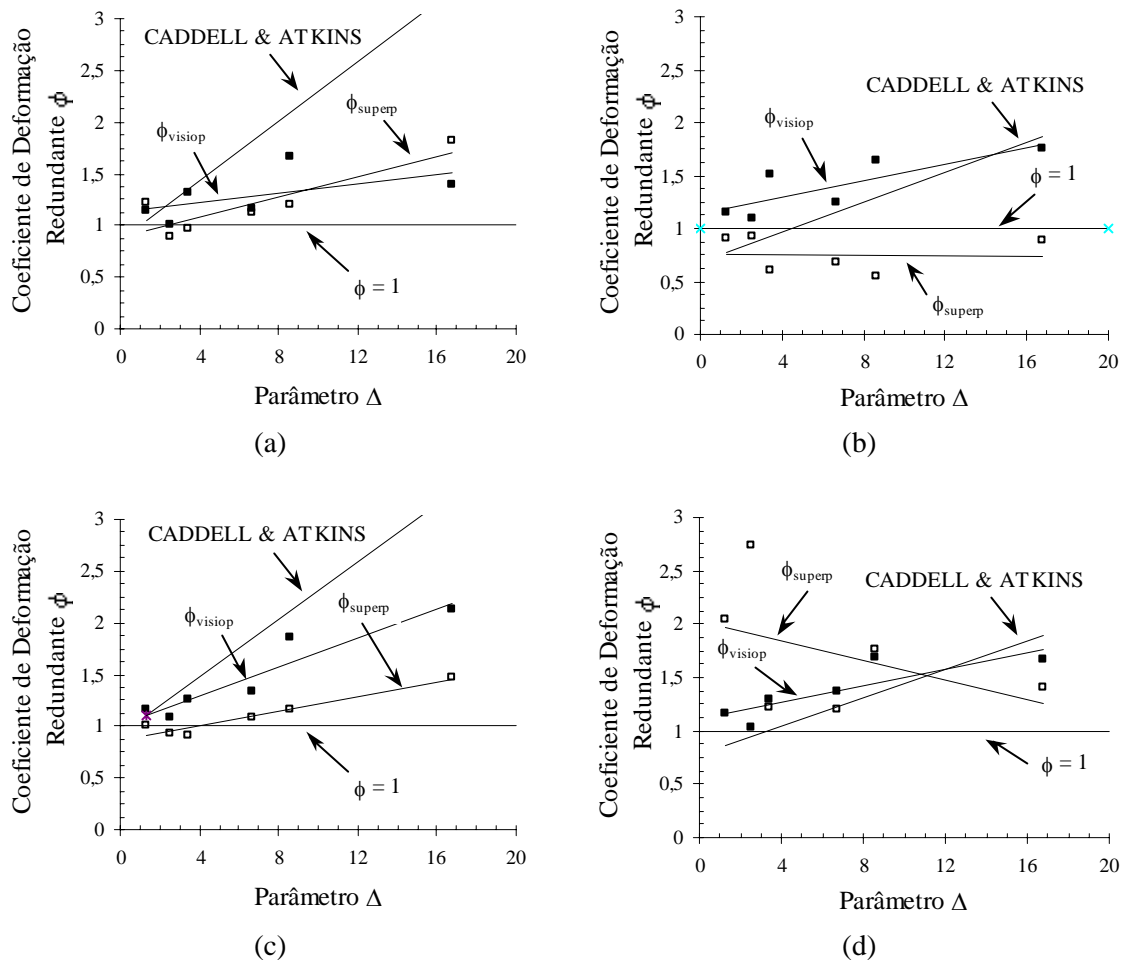 Coeficiente de Deformação
Redundante ϕ
3
2,5
2
1,5
1
0,5
0
CADDELL & ATKINS
ϕvisiop
ϕsuperp
ϕ = 1
0 4 8 12 16 20
Parâmetro Δ
(a)
Coeficiente de Deformação
Redundante ϕ
3
2,5
2
1,5
1
0,5
0
CADDELL & ATKINS
ϕvisiop
ϕ = 1
ϕsuperp
0 4 8 12 16 20
Parâmetro Δ
(b)
Coeficiente de Deformação
Redundante ϕ
3
2,5
2
1,5
1
0,5
0
CADDELL & ATKINS
ϕvisiop
ϕsuperp
ϕ = 1
0 4 8 12 16 20
Parâmetro Δ
(c)
Coeficiente de Deformação
Redundante ϕ
3
2,5
2
1,5
1
0,5
0
ϕsuperp
CADDELL & ATKINS
ϕvisiop
ϕ = 1
0 4 8 12 16 20
Parâmetro Δ
(d)